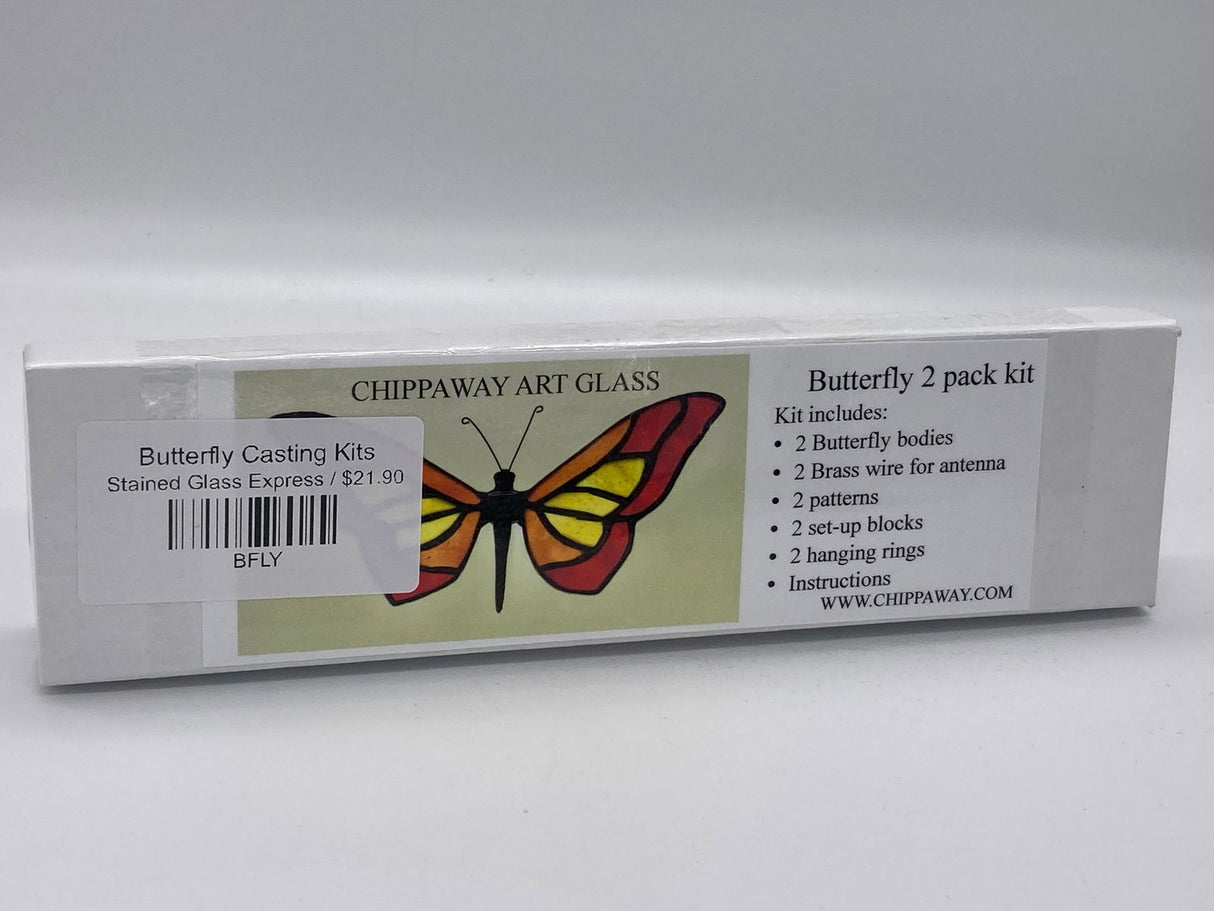 CHIPPAWAY ART GLASS
Butterfly Casting Kits
Stained Glass Express / $21.90
BFLY
Butterfly 2 pack kit
Kit includes:
• 2 Butterfly bodies
• 2 Brass wire for antenna
• 2 patterns
• 2 set-up blocks
• 2 hanging rings
• Instructions
WWW.CHIPPAWAY.COM